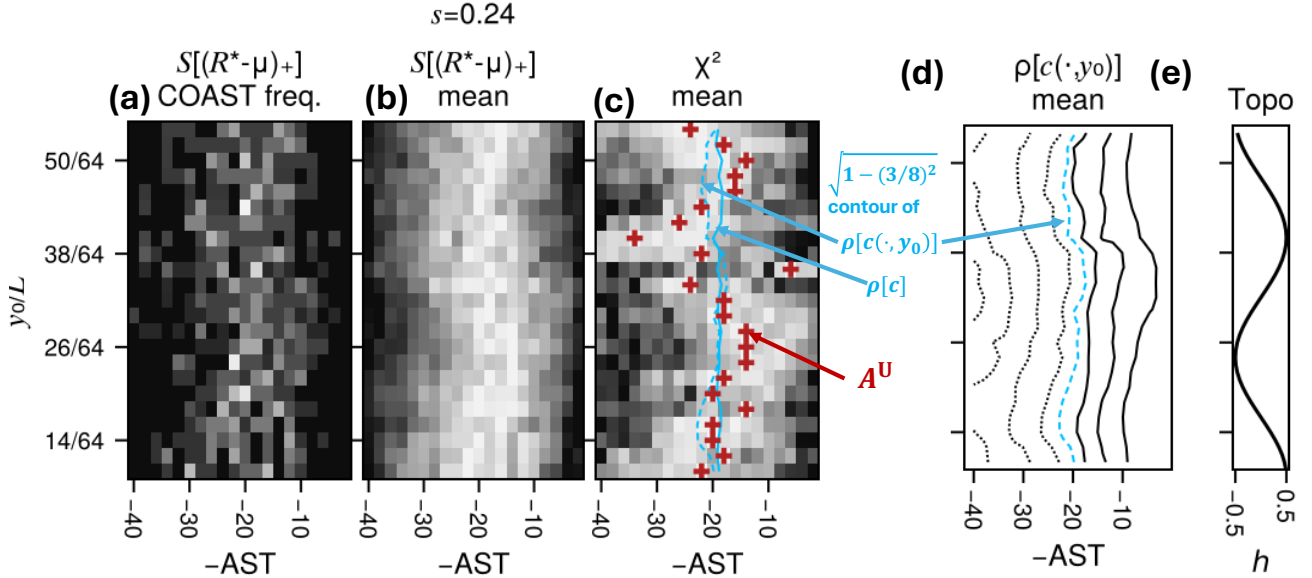 s=0.24
(a)
S[(R*-μ)₊]
COAST freq.
(b)
S[(R*-μ)₊]
mean
(c)
χ²
mean
(d)
ρ[c(·,y₀)]
mean
(e)
Topo
y₀/L
50/64
38/64
26/64
14/64
√1 − (3/8)²
contour of
ρ[c(·, y₀)]
ρ[c]
Aᵁ
−40
−30
−20
−10
−AST
−40
−30
−20
−10
−AST
−40
−30
−20
−10
−AST
−40
−30
−20
−10
−AST
−0.5
0.5
h